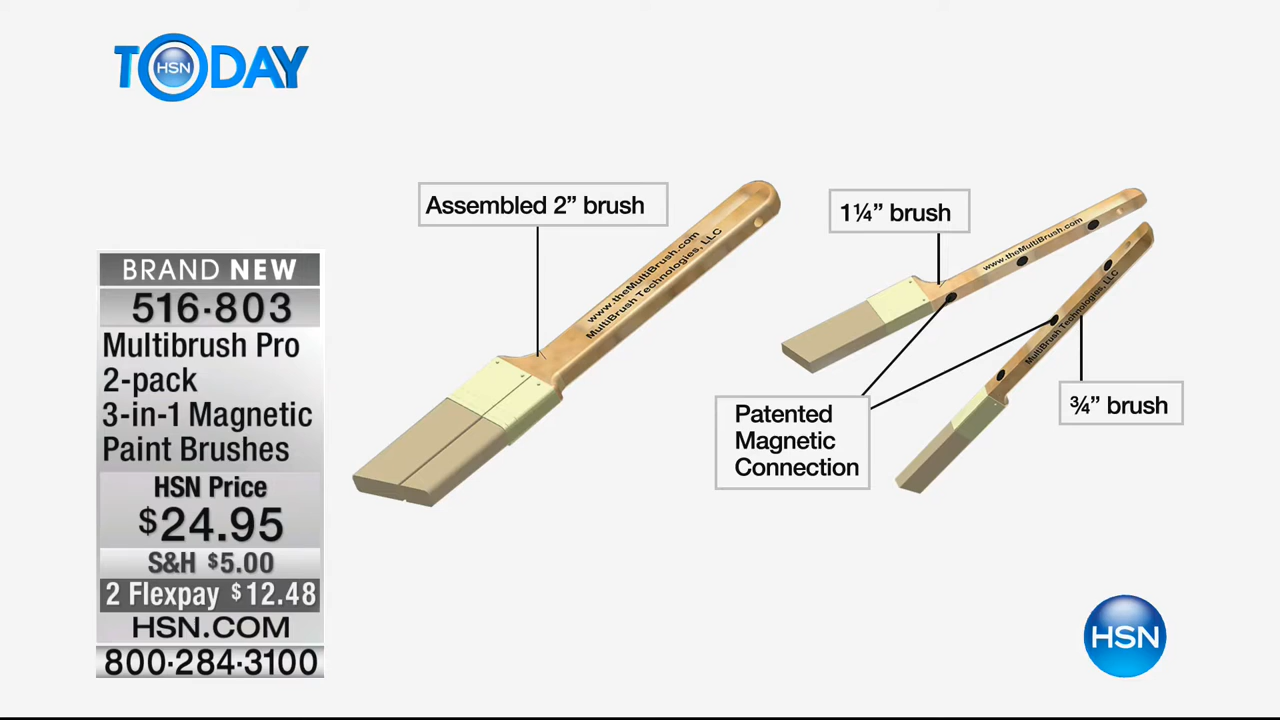 TODAY
HSN
BRAND NEW
516·803
Multibrush Pro
2-pack
3-in-1 Magnetic
Paint Brushes
HSN Price
$24.95
S&H $5.00
2 Flexpay $12.48
HSN.COM
800·284·3100
Assembled 2” brush
www.theMultiBrush.com
MultiBrush Technologies, LLC
1¼” brush
www.theMultiBrush.com
MultiBrush Technologies, LLC
Patented
Magnetic
Connection
¾” brush
HSN